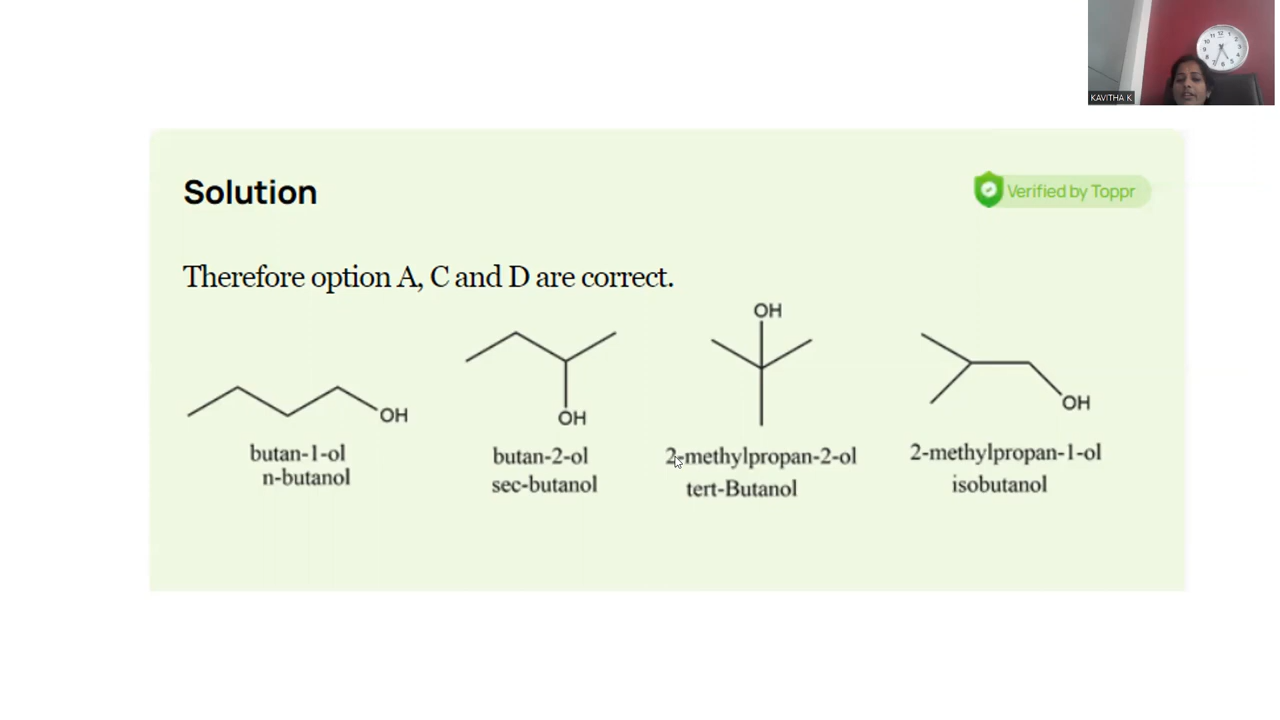 KAVITHA K
Solution
Verified by Toppr
Therefore option A, C and D are correct.
OH
butan-1-ol
n-butanol
OH
butan-2-ol
sec-butanol
OH
2-methylpropan-2-ol
tert-Butanol
OH
2-methylpropan-1-ol
isobutanol